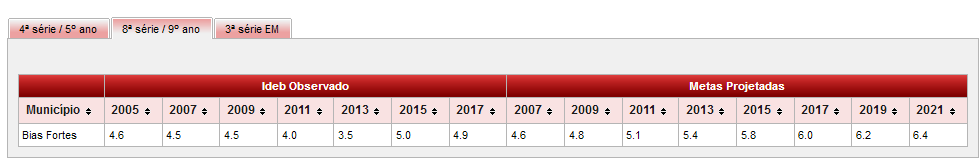 4ª série / 5º ano 8ª série / 9º ano 3ª série EM
Ideb Observado Metas Projetadas
Município 2005 2007 2009 2011 2013 2015 2017 2007 2009 2011 2013 2015 2017 2019 2021
Bias Fortes 4.6 4.5 4.5 4.0 3.5 5.0 4.9 4.6 4.8 5.1 5.4 5.8 6.0 6.2 6.4